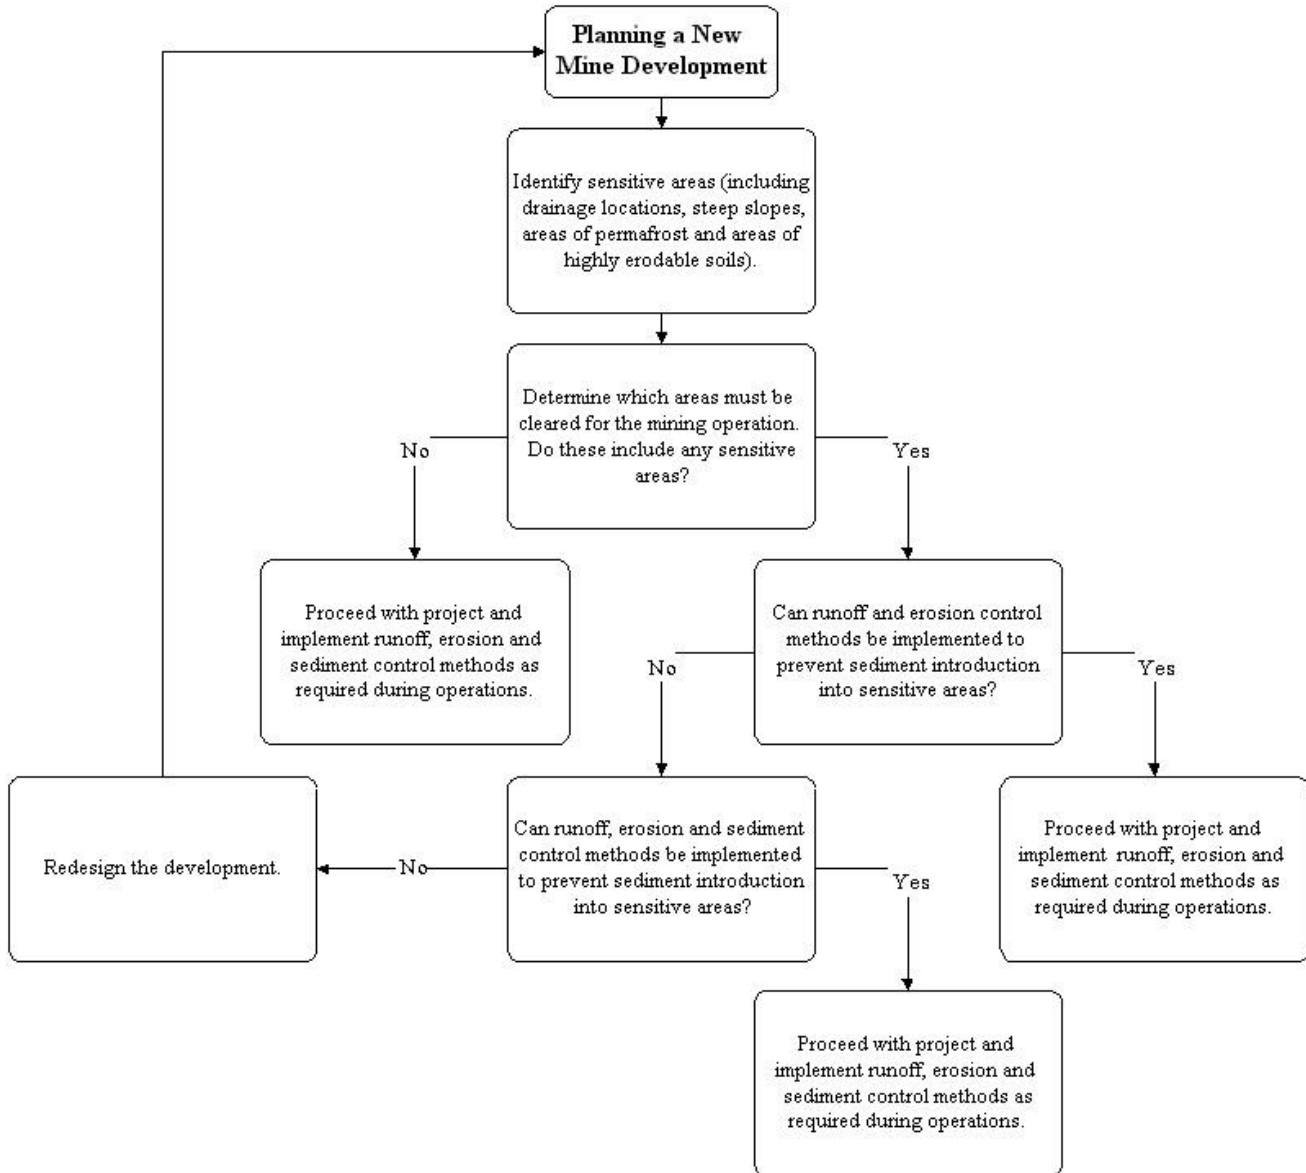 Planning a New
Mine Development
Identify sensitive areas (including
drainage locations, steep slopes,
areas of permafrost and areas of
highly erodable soils).
Determine which areas must be
cleared for the mining operation.
Do these include any sensitive
areas?
No
Yes
Proceed with project and
implement runoff, erosion and
sediment control methods as
required during operations.
Can runoff and erosion control
methods be implemented to
prevent sediment introduction
into sensitive areas?
No
Yes
Redesign the development.
No
Can runoff, erosion and sediment
control methods be implemented
to prevent sediment introduction
into sensitive areas?
Yes
Proceed with project and
implement runoff, erosion and
sediment control methods as
required during operations.
Proceed with project and
implement runoff, erosion and
sediment control methods as
required during operations.